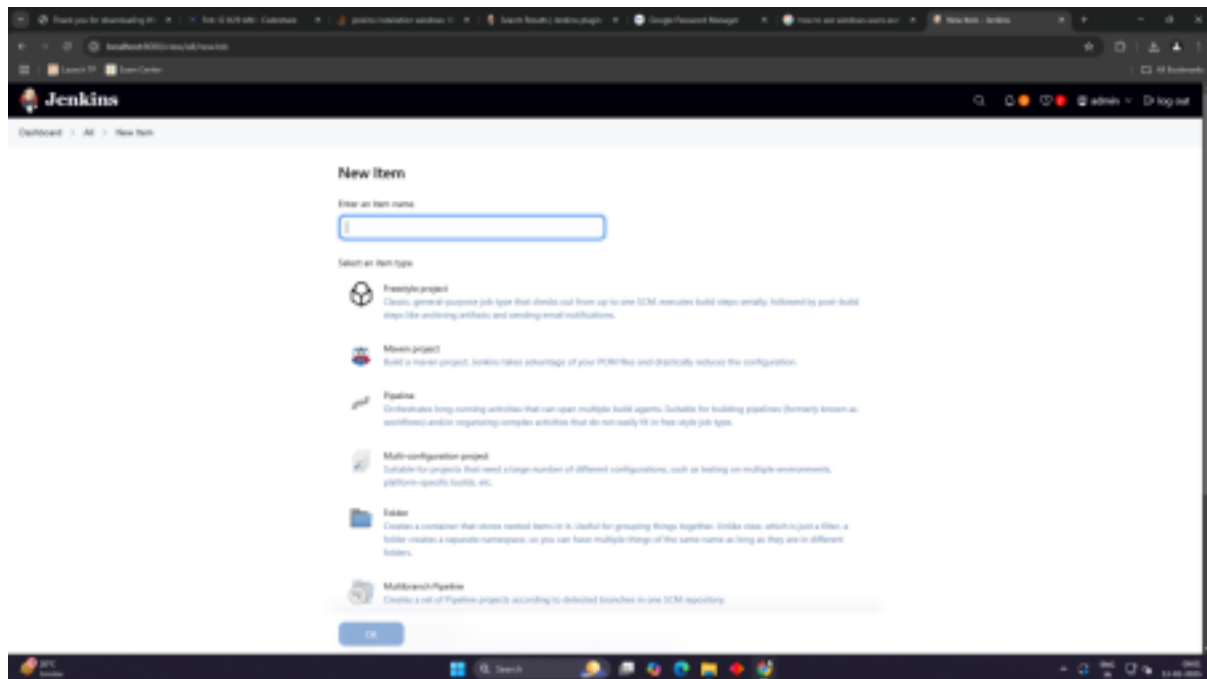 localhost:8080/view/all/newJob
Exam Center
All Bookmarks
Jenkins
admin
log out
Dashboard > All > New Item
New Item
Enter an item name
Select an item type
Freestyle project
Classic, general-purpose job type that checks out from up to one SCM, executes build steps serially, followed by post-build
steps like archiving artifacts and sending email notifications.
Maven project
Build a maven project. Jenkins takes advantage of your POM files and drastically reduces the configuration.
Pipeline
Orchestrates long-running activities that can span multiple build agents. Suitable for building pipelines (formerly known as
workflows) and/or organizing complex activities that do not easily fit in free-style job type.
Multi-configuration project
Suitable for projects that need a large number of different configurations, such as testing on multiple environments,
platform-specific builds, etc.
Folder
Creates a container that stores nested items in it. Useful for grouping things together. Unlike view, which is just a filter, a
folder creates a separate namespace, so you can have multiple things of the same name as long as they are in different
folders.
Multibranch Pipeline
Creates a set of Pipeline projects according to detected branches in one SCM repository.
OK
Search